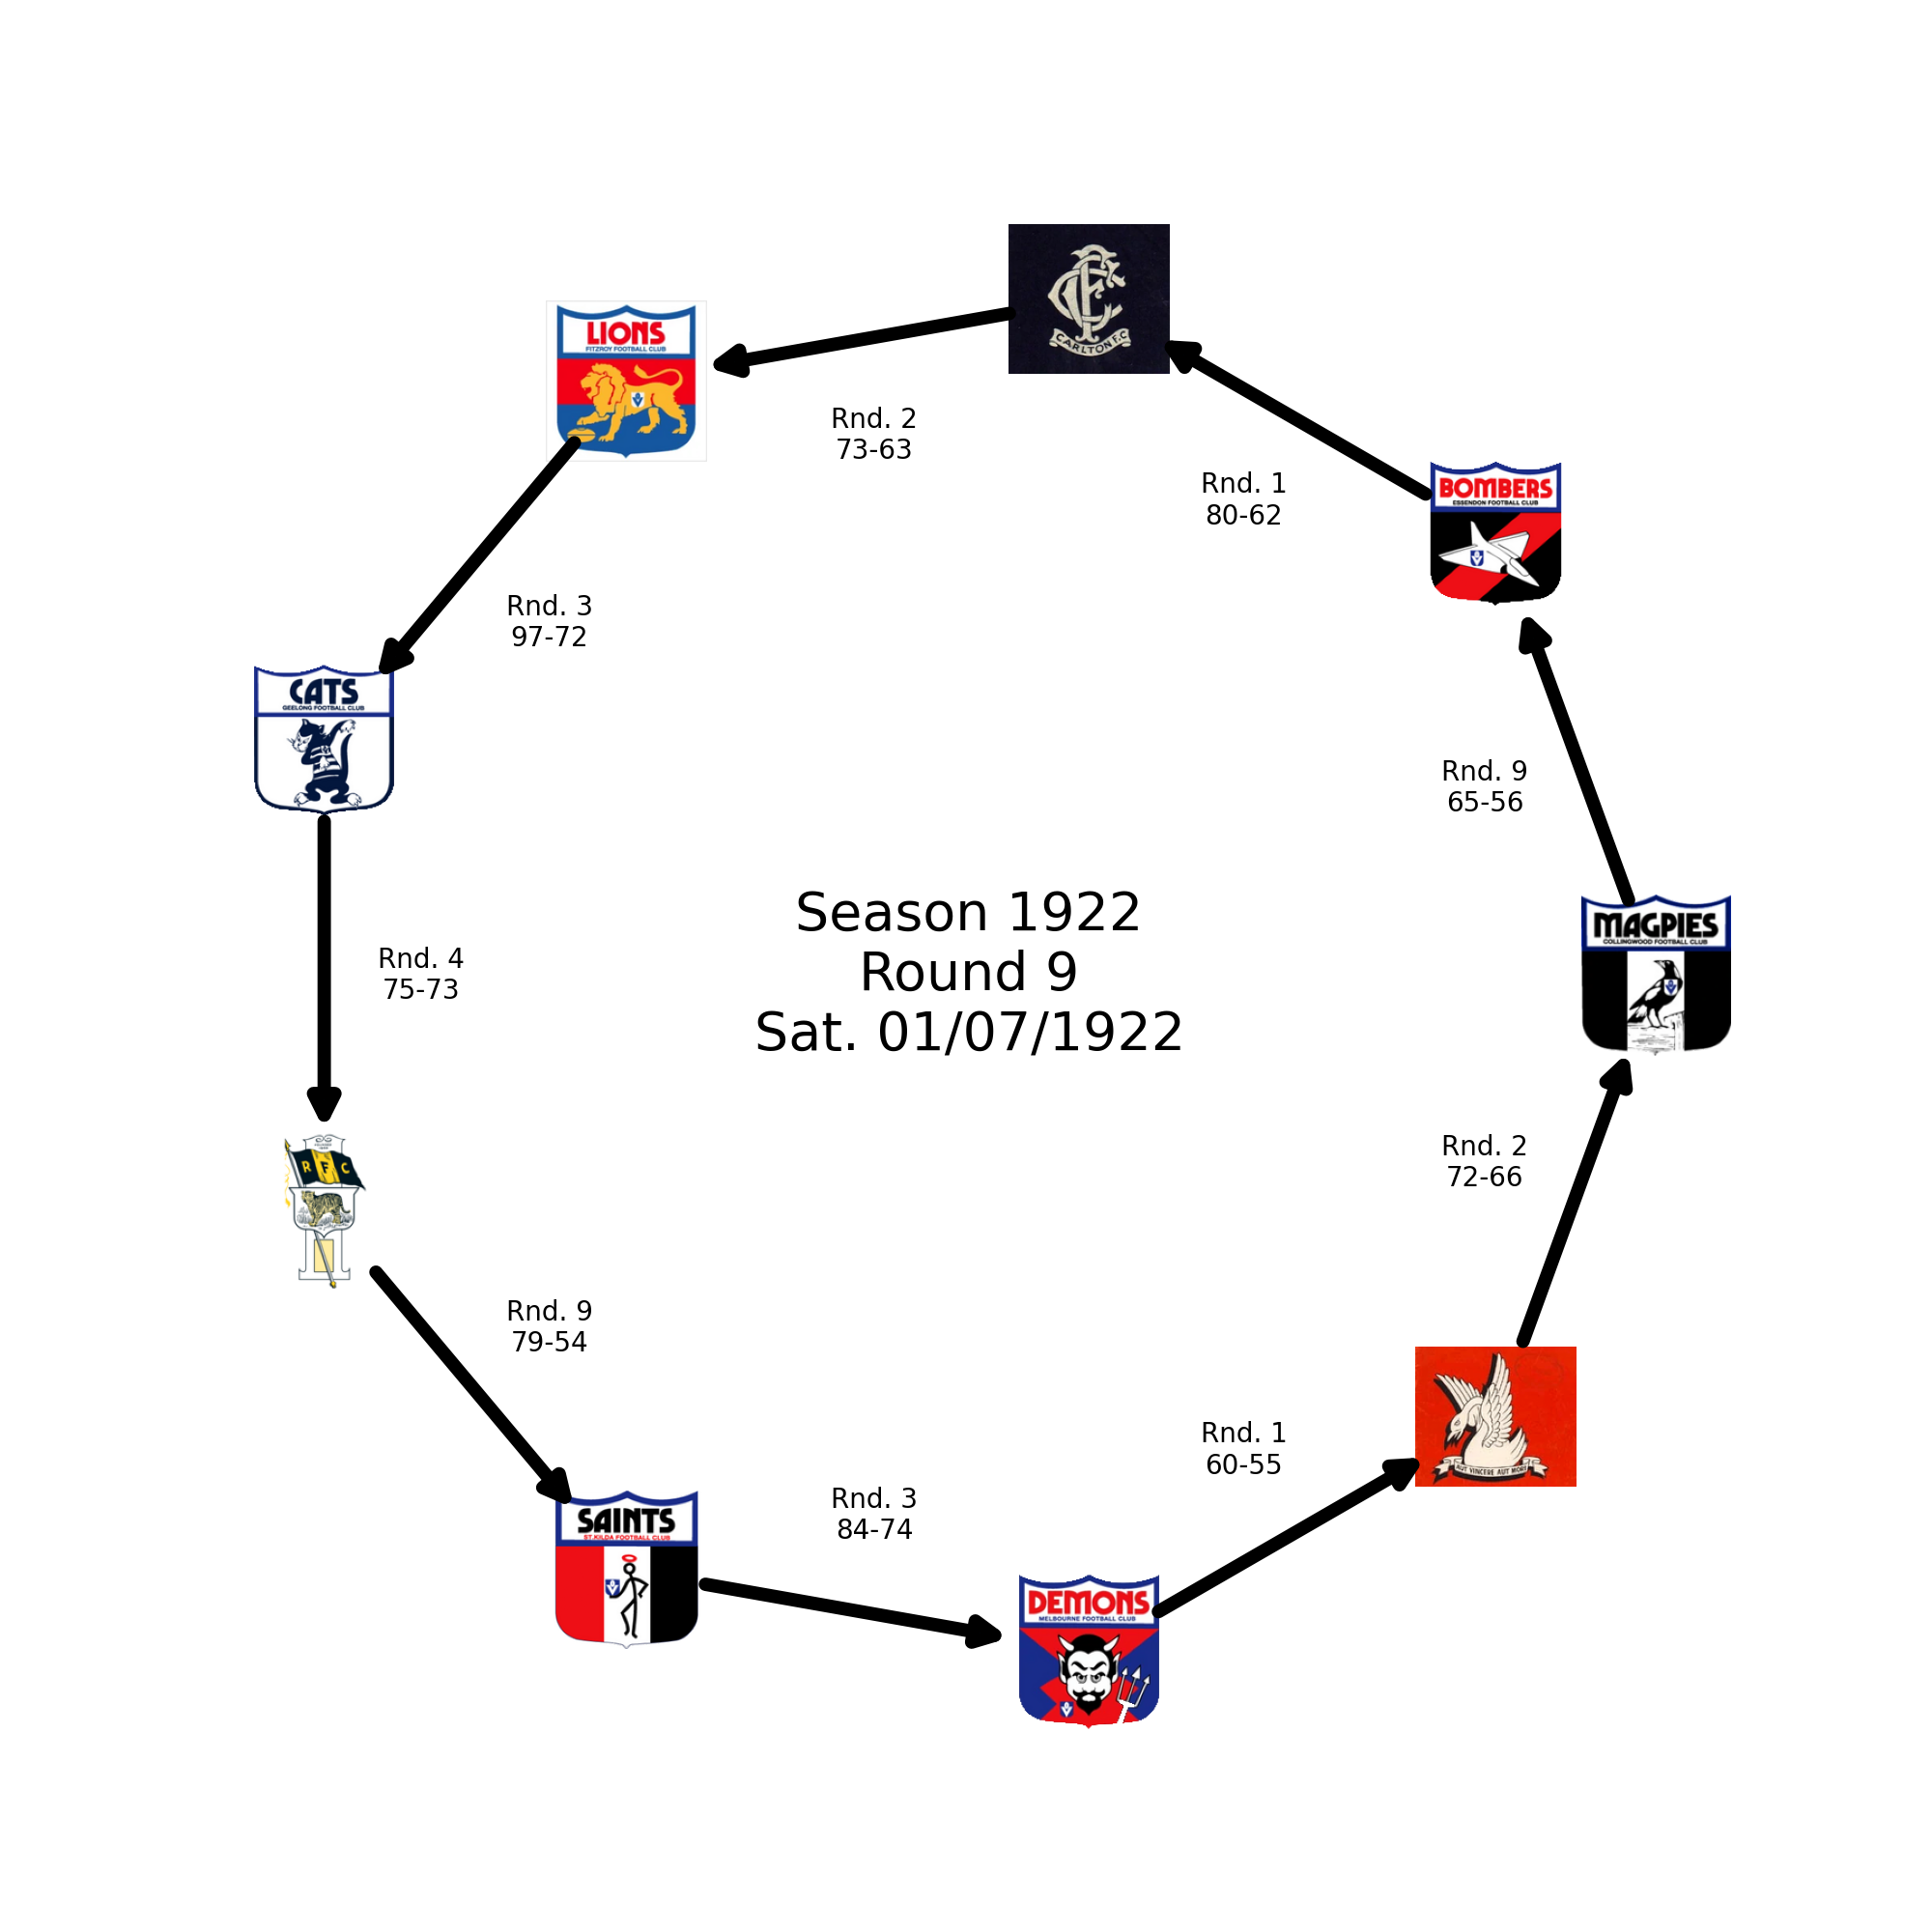 CARLTON F.C
LIONS
FITZROY FOOTBALL CLUB
Rnd. 2
73-63
Rnd. 1
80-62
BOMBERS
ESSENDON FOOTBALL CLUB
Rnd. 3
97-72
CATS
GEELONG FOOTBALL CLUB
Rnd. 9
65-56
Season 1922
Round 9
Sat. 01/07/1922
MAGPIES
COLLINGWOOD FOOTBALL CLUB
Rnd. 4
75-73
R F C
Rnd. 2
72-66
Rnd. 9
79-54
Rnd. 1
60-55
AUT VINCERE AUT MORI
Rnd. 3
84-74
SAINTS
ST.KILDA FOOTBALL CLUB
DEMONS
MELBOURNE FOOTBALL CLUB